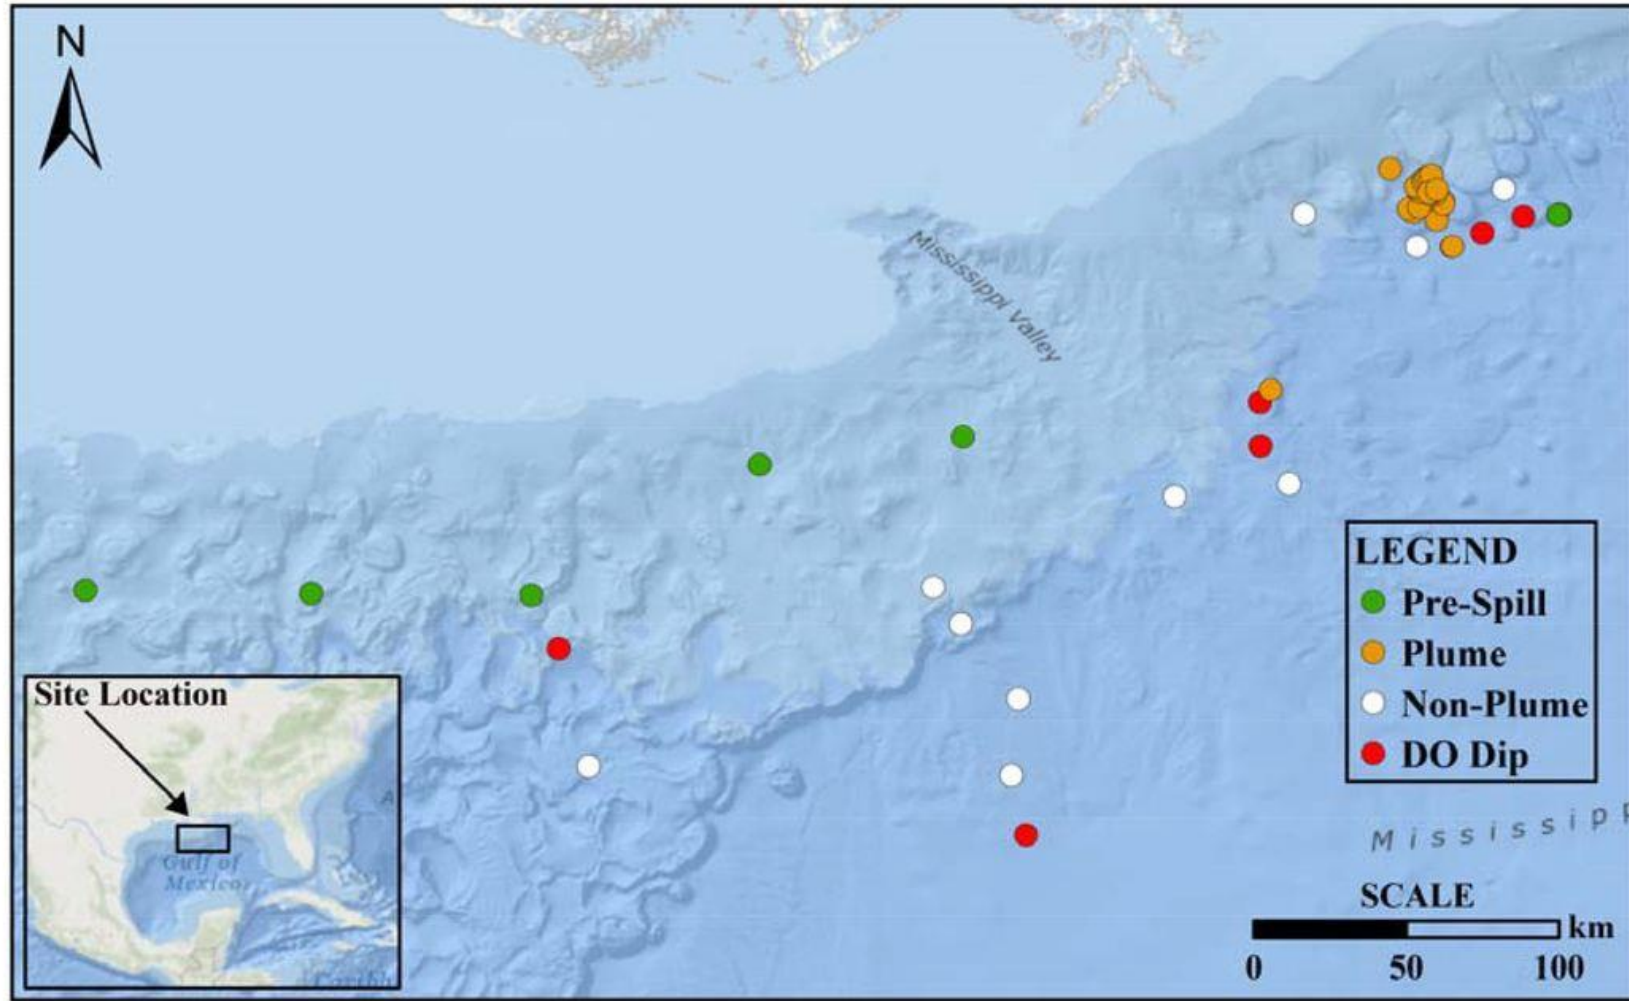 N
Mississippi Valley
LEGEND
Pre-Spill
Plume
Non-Plume
DO Dip
Site Location
Gulf of
Mexico
Mississipp
SCALE
km
0 50 100